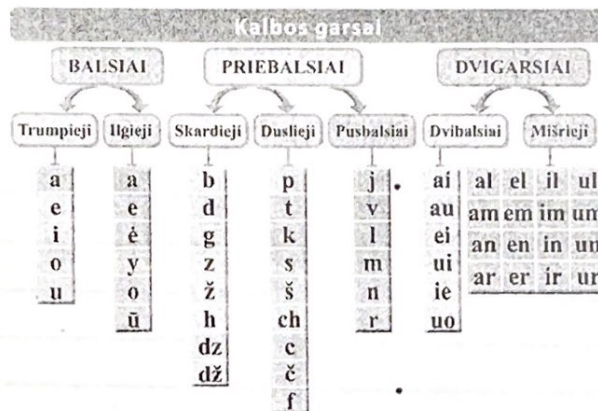 Kalbos garsai
BALSIAI PRIEBALSIAI DVIGARSIAI
Trumpieji Ilgieji Skardieji Duslieji Pusbalsiai Dvibalsiai Mišrieji
a a b p j ai al el il ul
e e d t v au am em im um
i ė g k l ei an en in un
o y z s m ui ar er ir ur
u o ž š n ie
ū h ch r uo
dz c
dž č
f